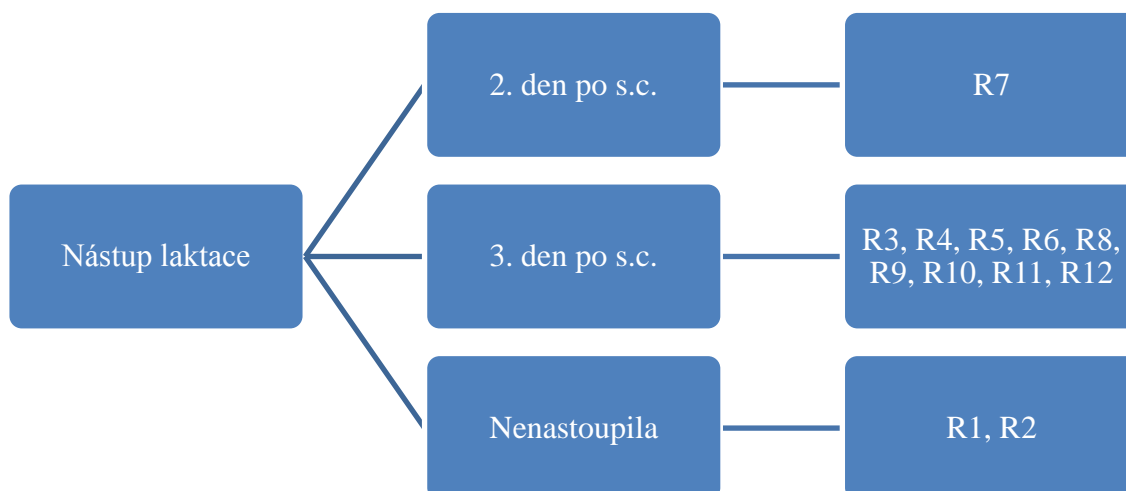 Nástup laktace
2. den po s.c.
R7
3. den po s.c.
R3, R4, R5, R6, R8,
R9, R10, R11, R12
Nenastoupila
R1, R2